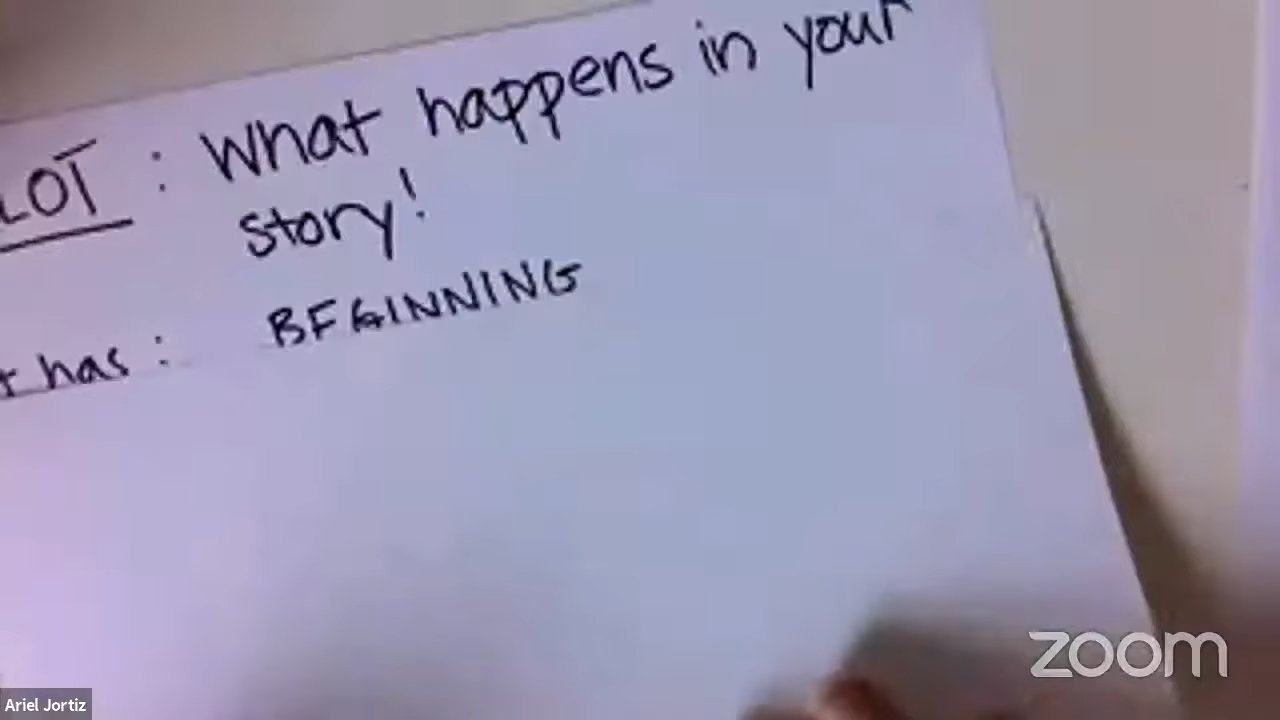 LOT : What happens in your
story!
has : BEGINNING
zoom
Ariel Jortiz